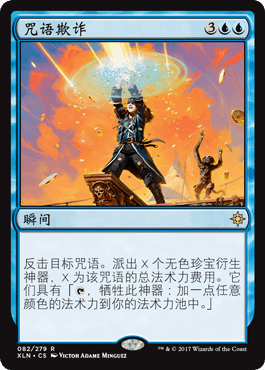 咒语欺诈 3
瞬间
反击目标咒语。派出X个无色珍宝衍生
神器，X为该咒语的总法术力费用。它
们具有「，牺牲此神器：加一点任意
颜色的法术力到你的法术力池中。」
082/279 R
XLN • CS VICTOR ADAME MINGUEZ
™ & © 2017 Wizards of the Coast